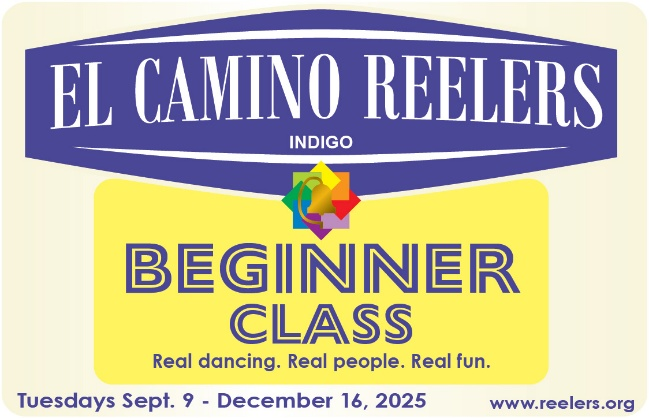 EL CAMINO REELERS
INDIGO
BEGINNER
CLASS
Real dancing. Real people. Real fun.
Tuesdays Sept. 9 - December 16, 2025
www.reelers.org